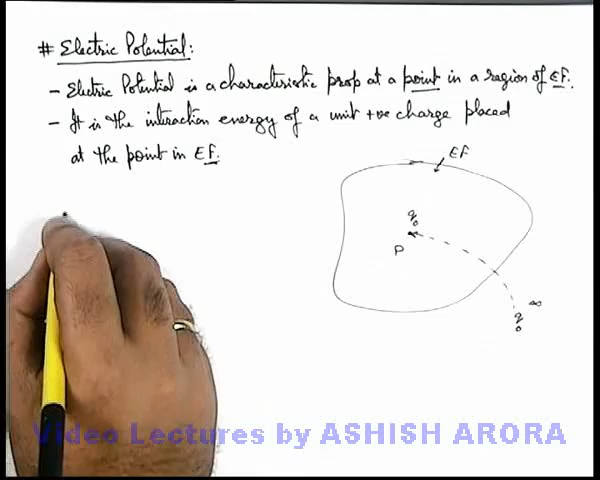 # Electric Potential:
- Electric Potential is a characteristic prop at a point in a region of EF.
- It is the interaction energy of a unit +ve charge placed
at the point in EF.
EF
q₀
P
∞
q₀
Video Lectures by ASHISH ARORA